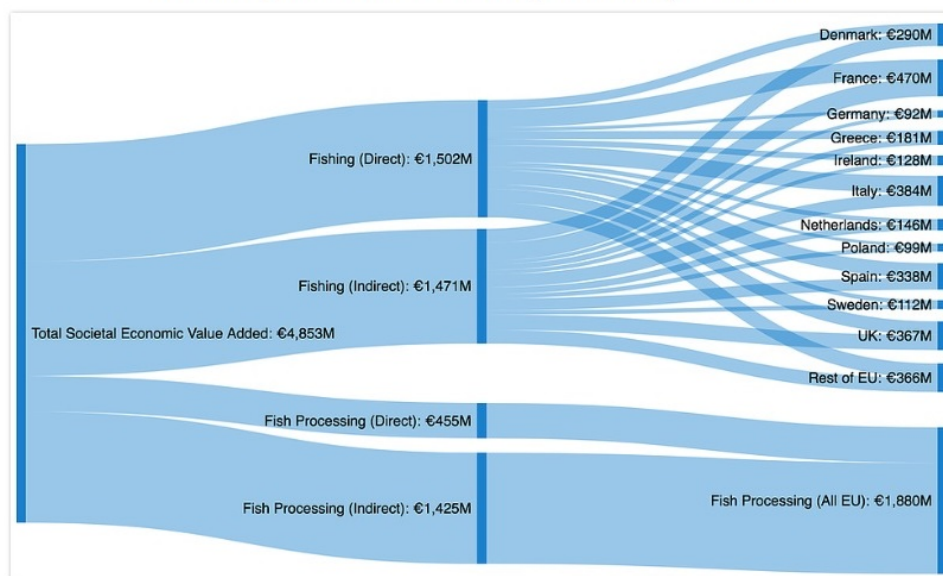 Denmark: €290M
France: €470M
Germany: €92M
Fishing (Direct): €1,502M
Greece: €181M
Ireland: €128M
Italy: €384M
Netherlands: €146M
Poland: €99M
Spain: €338M
Fishing (Indirect): €1,471M
Sweden: €112M
Total Societal Economic Value Added: €4,853M
UK: €367M
Rest of EU: €366M
Fish Processing (Direct): €455M
Fish Processing (All EU): €1,880M
Fish Processing (Indirect): €1,425M